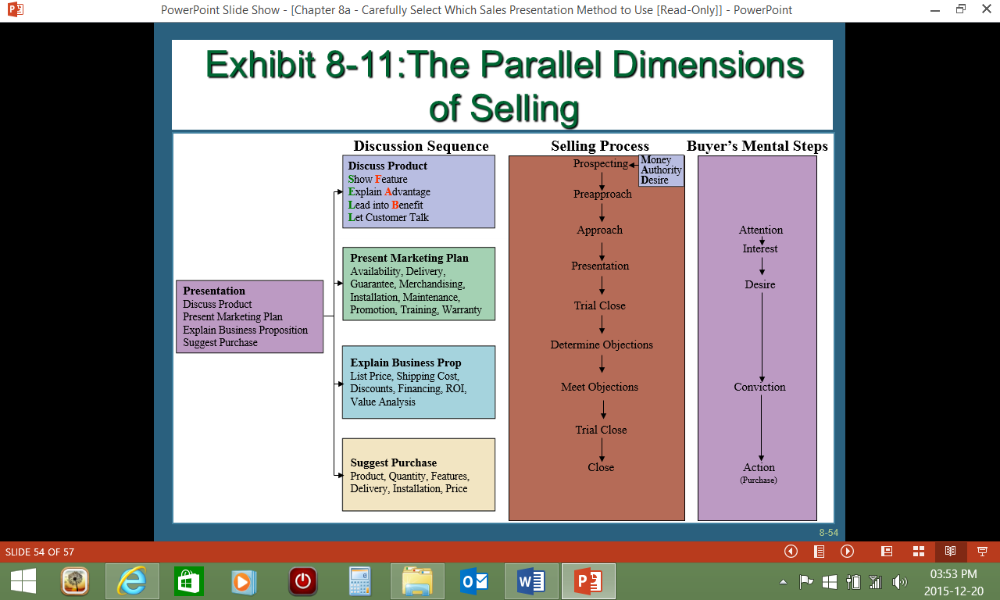 PowerPoint Slide Show - [Chapter 8a - Carefully Select Which Sales Presentation Method to Use [Read-Only]] - PowerPoint
Exhibit 8-11:The Parallel Dimensions
of Selling
Discussion Sequence
Selling Process
Buyer's Mental Steps
Presentation
Discuss Product
Present Marketing Plan
Explain Business Proposition
Suggest Purchase
Discuss Product
Show Feature
Explain Advantage
Lead into Benefit
Let Customer Talk
Present Marketing Plan
Availability, Delivery,
Guarantee, Merchandising,
Installation, Maintenance,
Promotion, Training, Warranty
Explain Business Prop
List Price, Shipping Cost,
Discounts, Financing, ROI,
Value Analysis
Suggest Purchase
Product, Quantity, Features,
Delivery, Installation, Price
Prospecting
Money
Authority
Desire
Preapproach
Approach
Presentation
Trial Close
Determine Objections
Meet Objections
Trial Close
Close
Attention
Interest
Desire
Conviction
Action
(Purchase)
8-54
SLIDE 54 OF 57
03:53 PM
2015-12-20